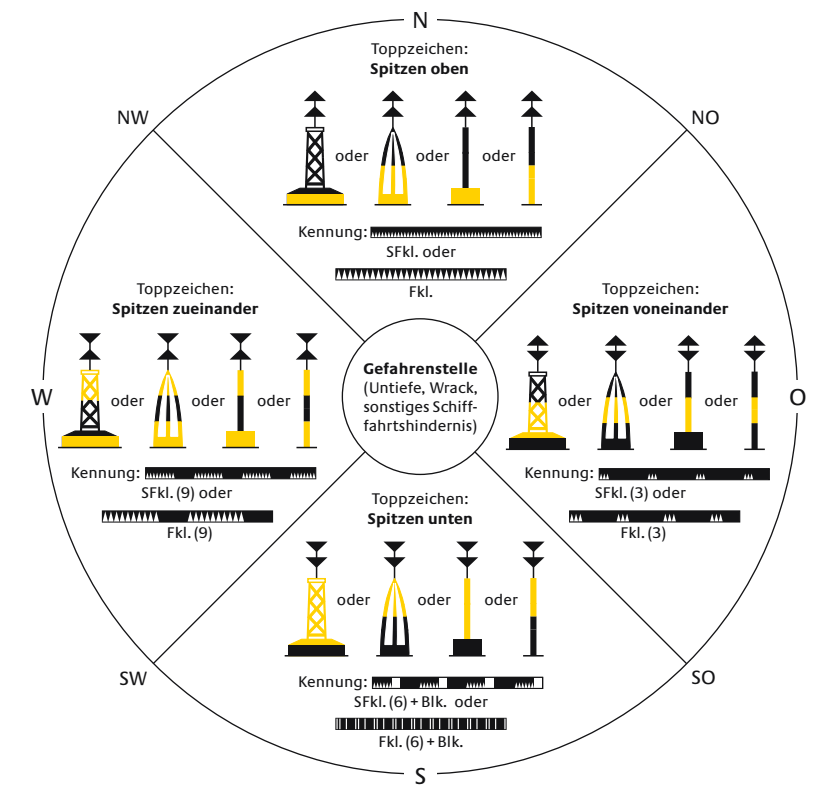 N
Toppzeichen:
Spitzen oben
NW
NO
oder oder oder
Kennung:
SFkl. oder
Fkl.
Toppzeichen:
Spitzen zueinander
Toppzeichen:
Spitzen voneinander
W
oder oder oder
Gefahrenstelle
(Untiefe, Wrack,
sonstiges Schiff-
fahrtshindernis)
oder oder oder
O
Kennung:
SFkl. (9) oder
Fkl. (9)
Kennung:
SFkl. (3) oder
Fkl. (3)
Toppzeichen:
Spitzen unten
oder oder oder
SW
SO
Kennung:
SFkl. (6) + Blk. oder
Fkl. (6) + Blk.
S